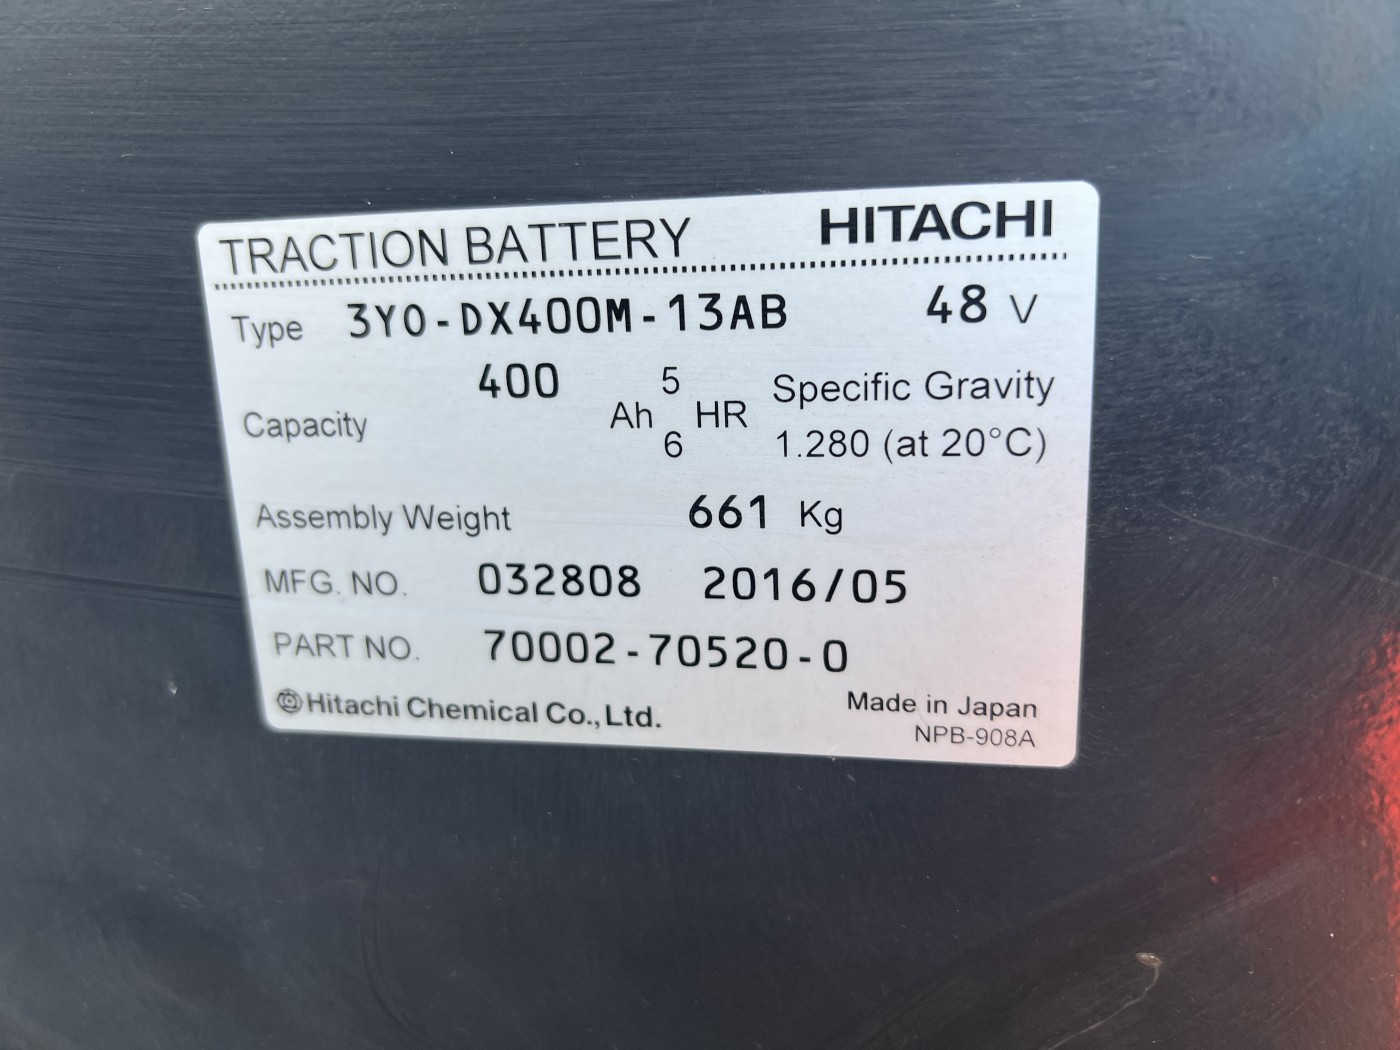 TRACTION BATTERY HITACHI
Type 3YO-DX400M-13AB 48 V
400 5
Capacity Ah HR Specific Gravity
6 1.280 (at 20°C)
Assembly Weight 661 Kg
MFG. NO. 032808 2016/05
PART NO. 70002-70520-0
Hitachi Chemical Co., Ltd. Made in Japan
NPB-908A